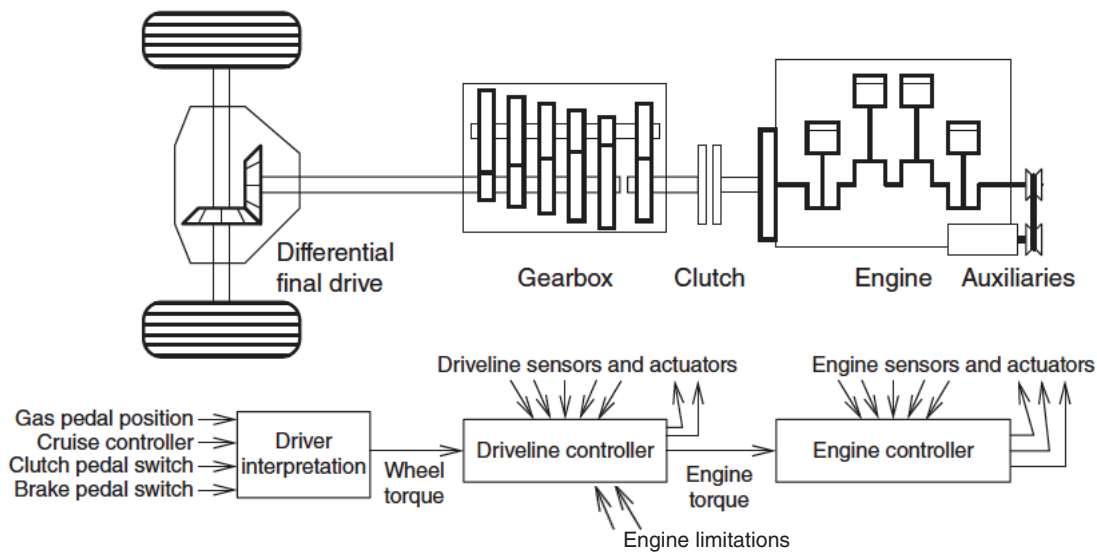 Differential
final drive
Gearbox
Clutch
Engine
Auxiliaries
Driveline sensors and actuators
Engine sensors and actuators
Gas pedal position
Cruise controller
Clutch pedal switch
Brake pedal switch
Driver
interpretation
Wheel
torque
Driveline controller
Engine
torque
Engine controller
Engine limitations